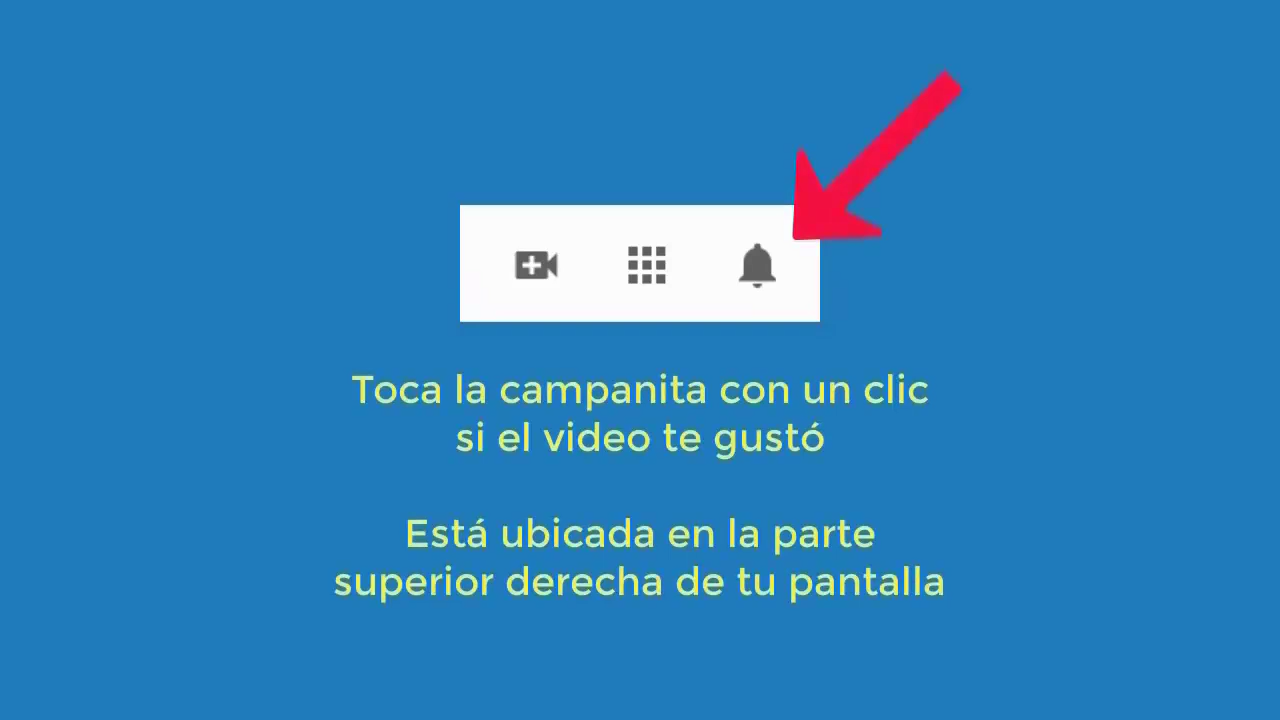 Toca la campanita con un clic
si el video te gustó
Está ubicada en la parte
superior derecha de tu pantalla